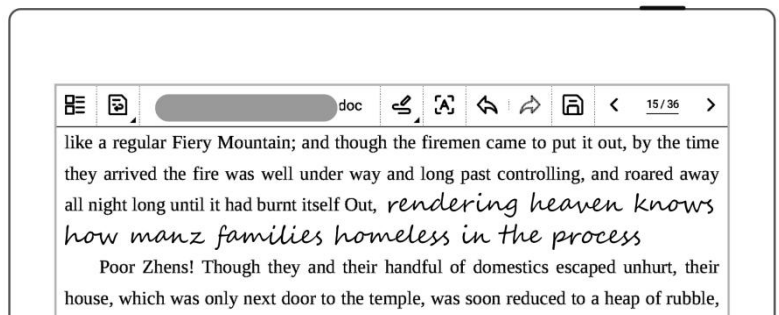 doc
15/36
like a regular Fiery Mountain; and though the firemen came to put it out, by the time
they arrived the fire was well under way and long past controlling, and roared away
all night long until it had burnt itself Out, rendering heaven knows
how manz families homeless in the process
Poor Zhens! Though they and their handful of domestics escaped unhurt, their
house, which was only next door to the temple, was soon reduced to a heap of rubble,